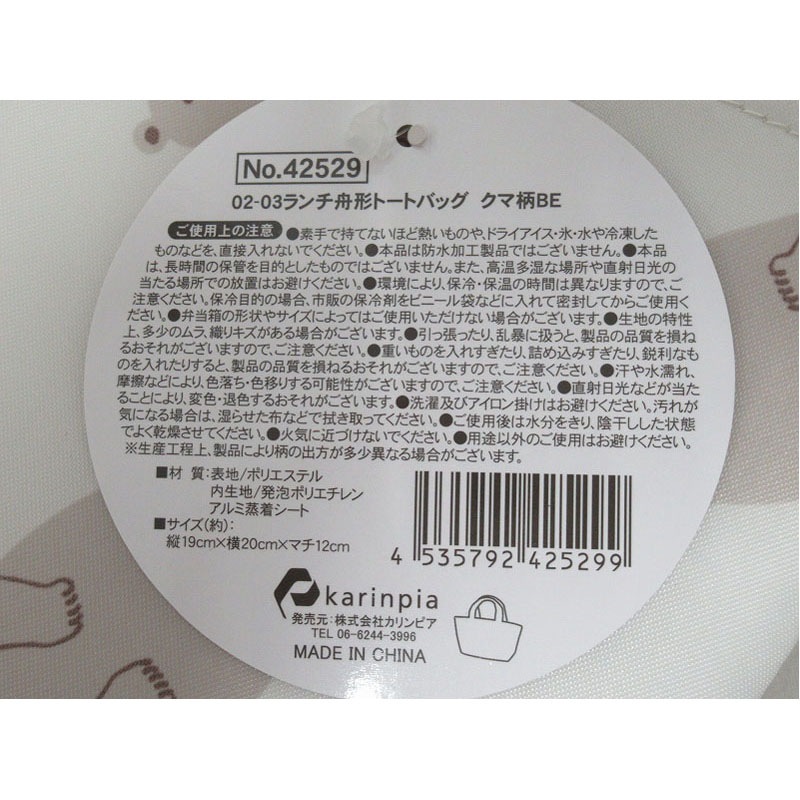 No.42529
02-03ランチ舟形トートバッグ クマ柄BE
ご使用上の注意 ●素手で持てないほど熱いものや、ドライアイス・氷・水や冷凍した
ものなどを、直接入れないでください。●本品は防水加工製品ではございません。●本品
は、長時間の保管を目的としたものではございません。また、高温多湿な場所や直射日光の
当たる場所での放置はお避けください。●環境により、保冷・保温の時間は異なりますので、ご
注意ください。保冷目的の場合、市販の保冷剤をビニール袋などに入れて密封してからご使用く
ださい。●弁当箱の形状やサイズによってはご使用いただけない場合がございます。●生地の特性
上、多少のムラ、織りキズがある場合がございます。●引っ張ったり、乱暴に扱うと、製品の品質を損ね
るおそれがございますので、ご注意ください。●重いものを入れすぎたり、詰め込みすぎたり、鋭利なも
のを入れたりすると、製品の品質を損ねるおそれがございますので、ご注意ください。●汗や水濡れ、
摩擦などにより、色落ち・色移りする可能性がございますので、ご注意ください。●直射日光などが当た
ることにより、変色・退色するおそれがございます。●洗濯及びアイロン掛けはお避けください。汚れが
気になる場合は、湿らせた布などで拭き取ってください。●ご使用後は水分をきり、陰干しした状態
でよく乾燥させてください。●火気に近づけないでください。●用途以外のご使用はお避けください。
※生産工程上、製品により柄の出方が多少異なる場合がございます。
■材 質:表地/ポリエステル
内生地/発泡ポリエチレン
アルミ蒸着シート
■サイズ(約):
縦19cm×横20cm×マチ12cm
4 535792 425299
karinpia
発売元:株式会社カリンピア
TEL 06-6244-3996
MADE IN CHINA